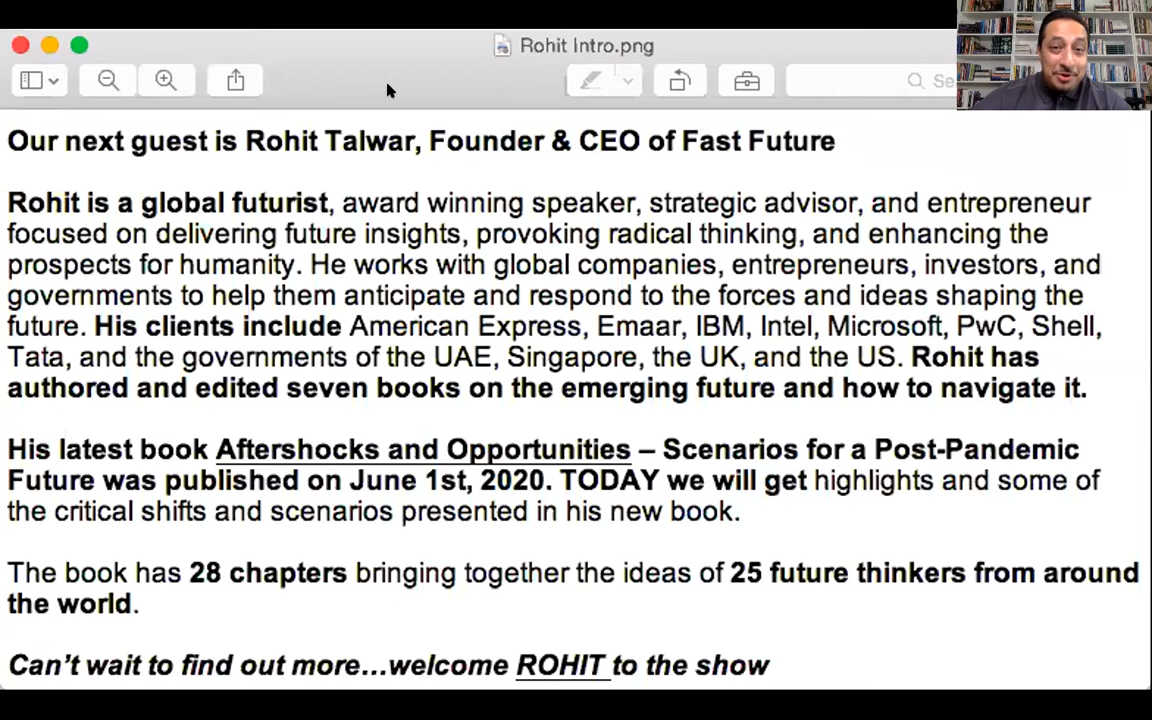 Rohit Intro.png
Se
Our next guest is Rohit Talwar, Founder & CEO of Fast Future
Rohit is a global futurist, award winning speaker, strategic advisor, and entrepreneur
focused on delivering future insights, provoking radical thinking, and enhancing the
prospects for humanity. He works with global companies, entrepreneurs, investors, and
governments to help them anticipate and respond to the forces and ideas shaping the
future. His clients include American Express, Emaar, IBM, Intel, Microsoft, PwC, Shell,
Tata, and the governments of the UAE, Singapore, the UK, and the US. Rohit has
authored and edited seven books on the emerging future and how to navigate it.
His latest book Aftershocks and Opportunities – Scenarios for a Post-Pandemic
Future was published on June 1st, 2020. TODAY we will get highlights and some of
the critical shifts and scenarios presented in his new book.
The book has 28 chapters bringing together the ideas of 25 future thinkers from around
the world.
Can’t wait to find out more…welcome ROHIT to the show